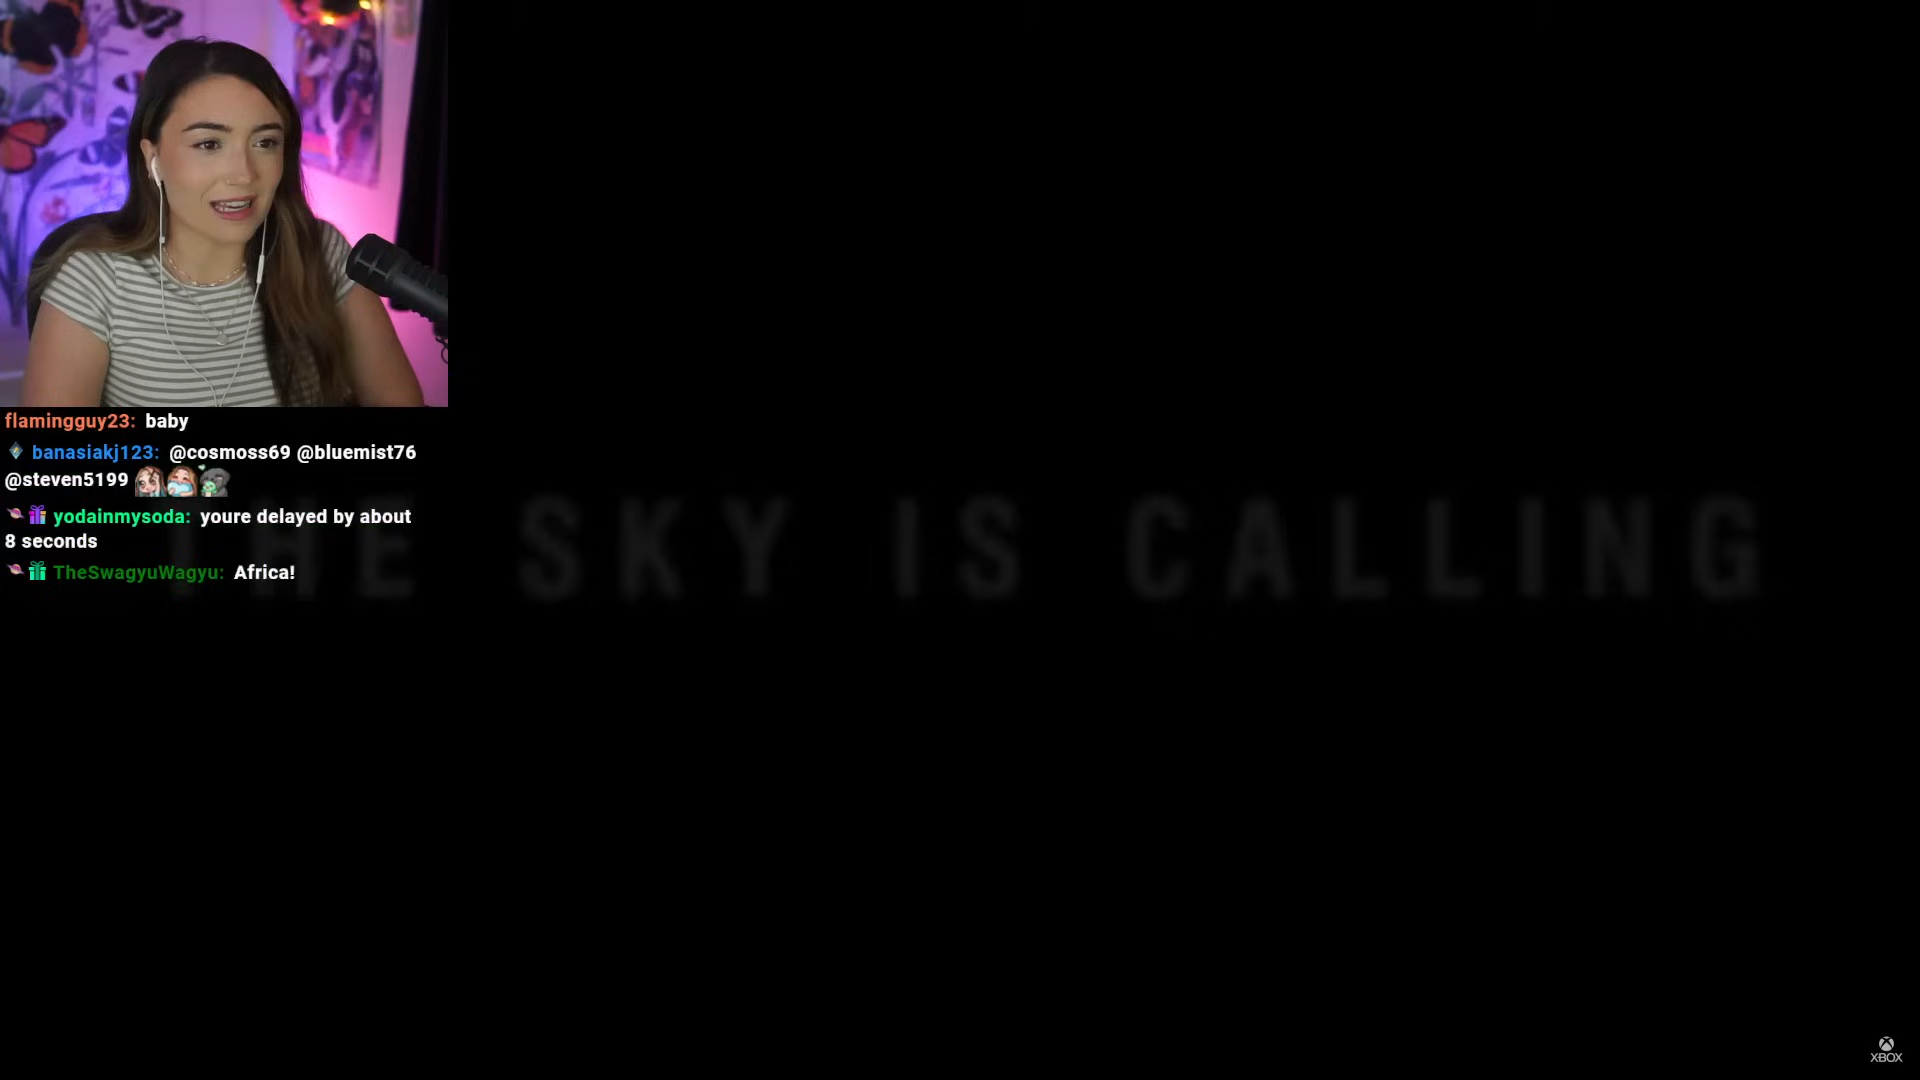 flamingguy23: baby
banasiakj123: @cosmoss69 @bluemist76
@steven5199
yodainmysoda: youre delayed by about
8 seconds
TheSwagyuWagyu: Africa!
THE SKY IS CALLING
XBOX